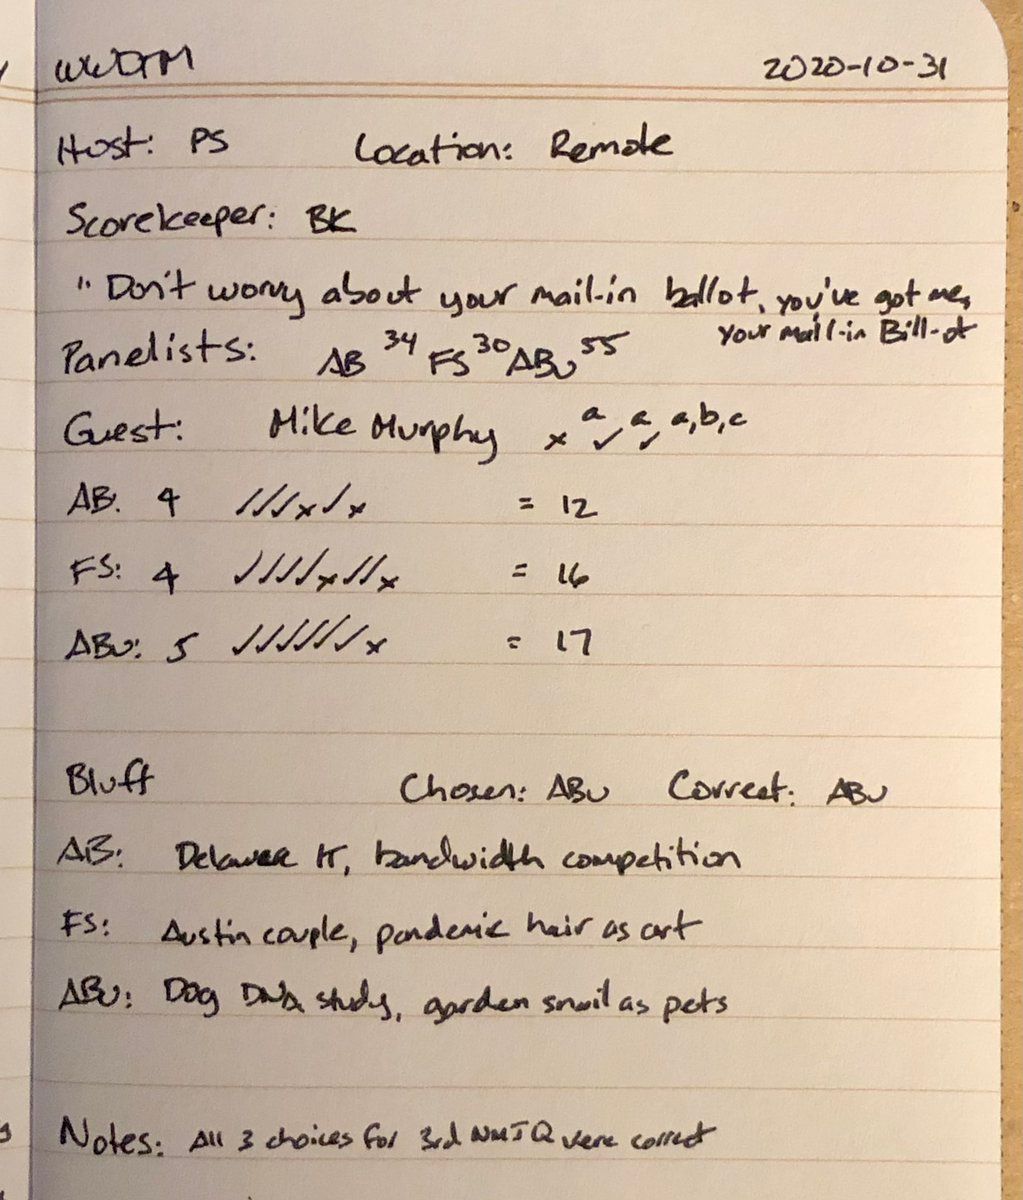 WWDTM 2020-10-31
Host: PS Location: Remote
Scorekeeper: BK
"Don't worry about your mail-in ballot, you've got me,
your mail-in Bill-ot
Panelists: AB 34 FS 30 ABu 55
Guest: Mike Murphy x a ✓ a ✓ a,b,c
AB: 4 ✓✓✓x✓x = 12
FS: 4 ✓✓✓✓x✓✓x = 16
ABu: 5 ✓✓✓✓✓✓x = 17
Bluff Chosen: ABu Correct: ABu
AB: Delaware IT, bandwidth competition
FS: Austin couple, pandemic hair as art
ABu: Dog DNA study, garden snail as pets
Notes: All 3 choices for 3rd NMJQ were correct